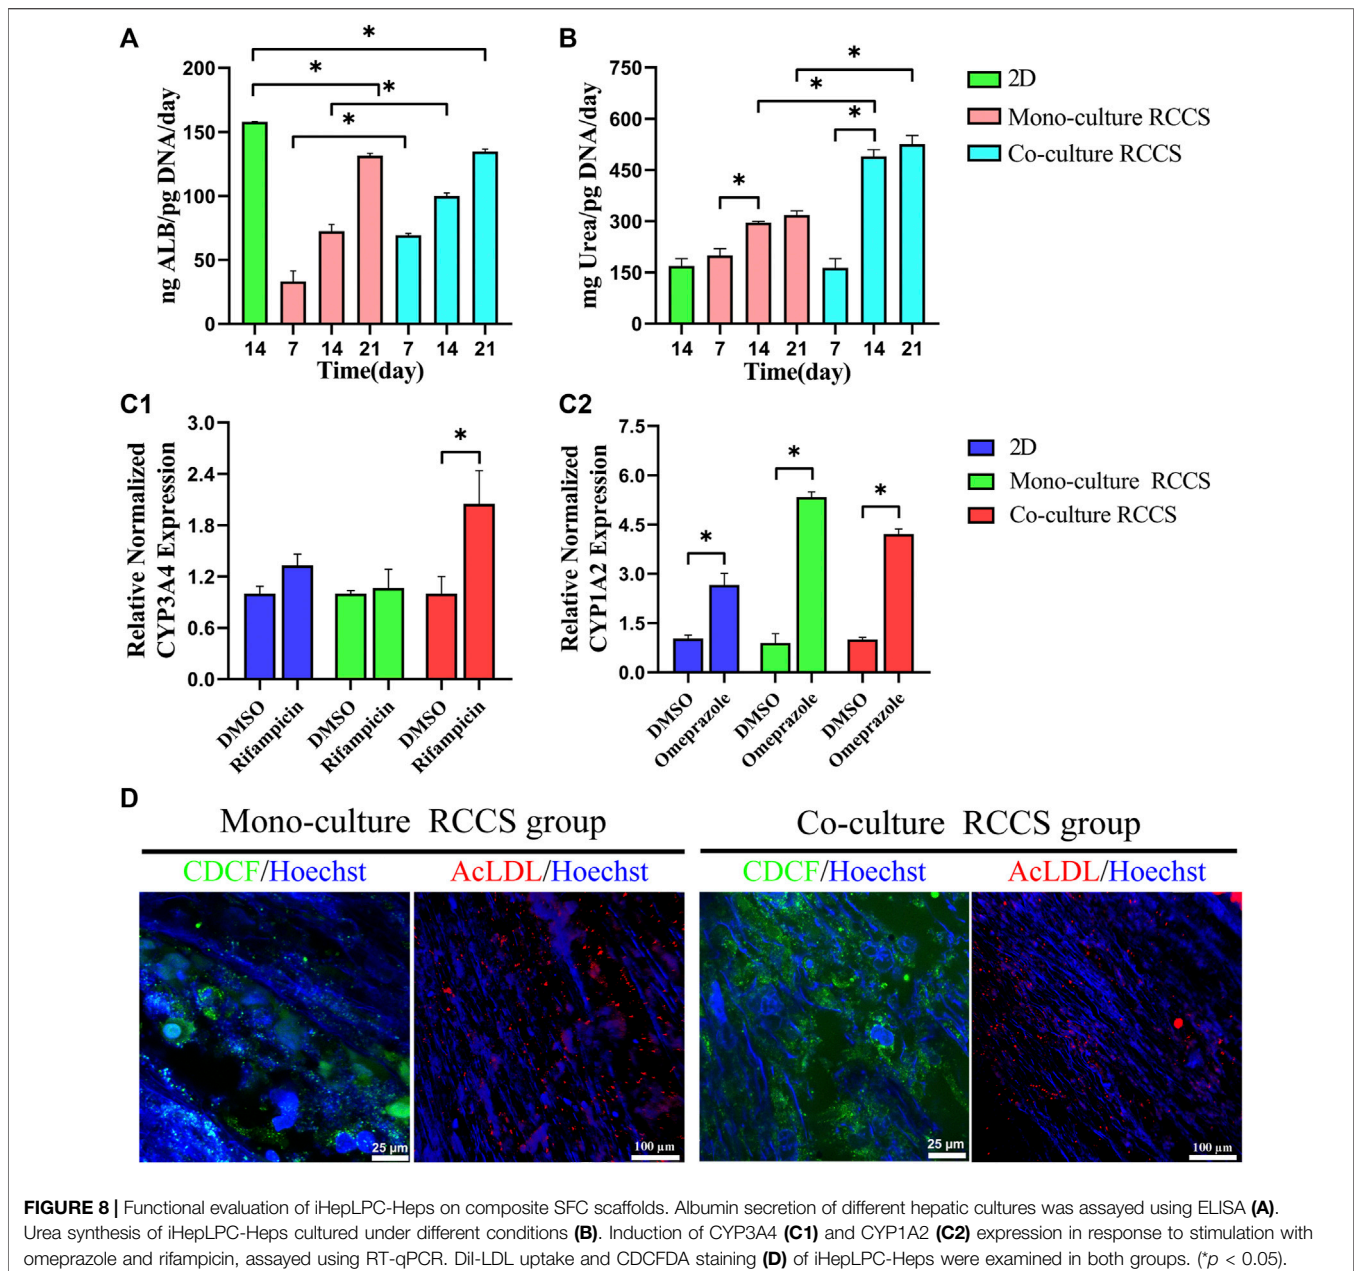 A
*
*
*
*
ng ALB/pg DNA/day
200
150
100
50
0
14 7 14 21 7 14 21
Time(day)
B
*
*
*
*
mg Urea/pg DNA/day
750
600
450
300
150
0
14 7 14 21 7 14 21
Time(day)
2D
Mono-culture RCCS
Co-culture RCCS
C1
*
Relative Normalized
CYP3A4 Expression
3.0
2.4
1.8
1.2
0.6
0.0
DMSO
Rifampicin
DMSO
Rifampicin
DMSO
Rifampicin
C2
*
*
*
Relative Normalized
CYP1A2 Expression
7.5
6.0
4.5
3.0
1.5
0.0
DMSO
Omeprazole
DMSO
Omeprazole
DMSO
Omeprazole
2D
Mono-culture RCCS
Co-culture RCCS
D
Mono-culture RCCS group
Co-culture RCCS group
CDCF/Hoechst
AcLDL/Hoechst
CDCF/Hoechst
AcLDL/Hoechst
25 μm
100 μm
25 μm
100 μm
FIGURE 8 | Functional evaluation of iHepLPC-Heps on composite SFC scaffolds. Albumin secretion of different hepatic cultures was assayed using ELISA (A).
Urea synthesis of iHepLPC-Heps cultured under different conditions (B). Induction of CYP3A4 (C1) and CYP1A2 (C2) expression in response to stimulation with
omeprazole and rifampicin, assayed using RT-qPCR. DiI-LDL uptake and CDCFDA staining (D) of iHepLPC-Heps were examined in both groups. (*p < 0.05).